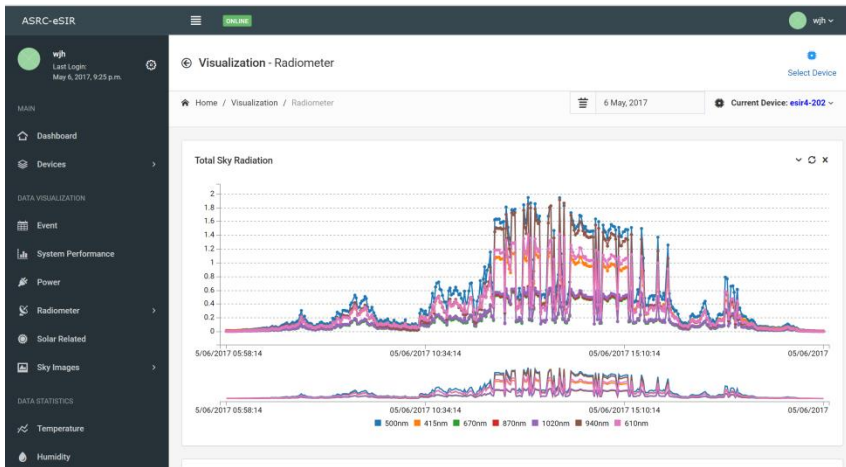 ASRC-eSIR
ONLINE
wjh
wjh
Last Login:
May 6, 2017, 9:25 p.m.
Visualization - Radiometer
Select Device
Home / Visualization / Radiometer
6 May, 2017
Current Device: esir4-202
MAIN
Dashboard
Devices
DATA VISUALIZATION
Event
System Performance
Power
Radiometer
Solar Related
Sky Images
DATA STATISTICS
Temperature
Humidity
Total Sky Radiation
2
1.8
1.6
1.4
1.2
1
0.8
0.6
0.4
0.2
0
5/06/2017 05:58:14 05/06/2017 10:34:14 05/06/2017 15:10:14 05/06/2017
5/06/2017 05:58:14 05/06/2017 10:34:14 05/06/2017 15:10:14 05/06/2017
500nm 415nm 670nm 870nm 1020nm 940nm 610nm